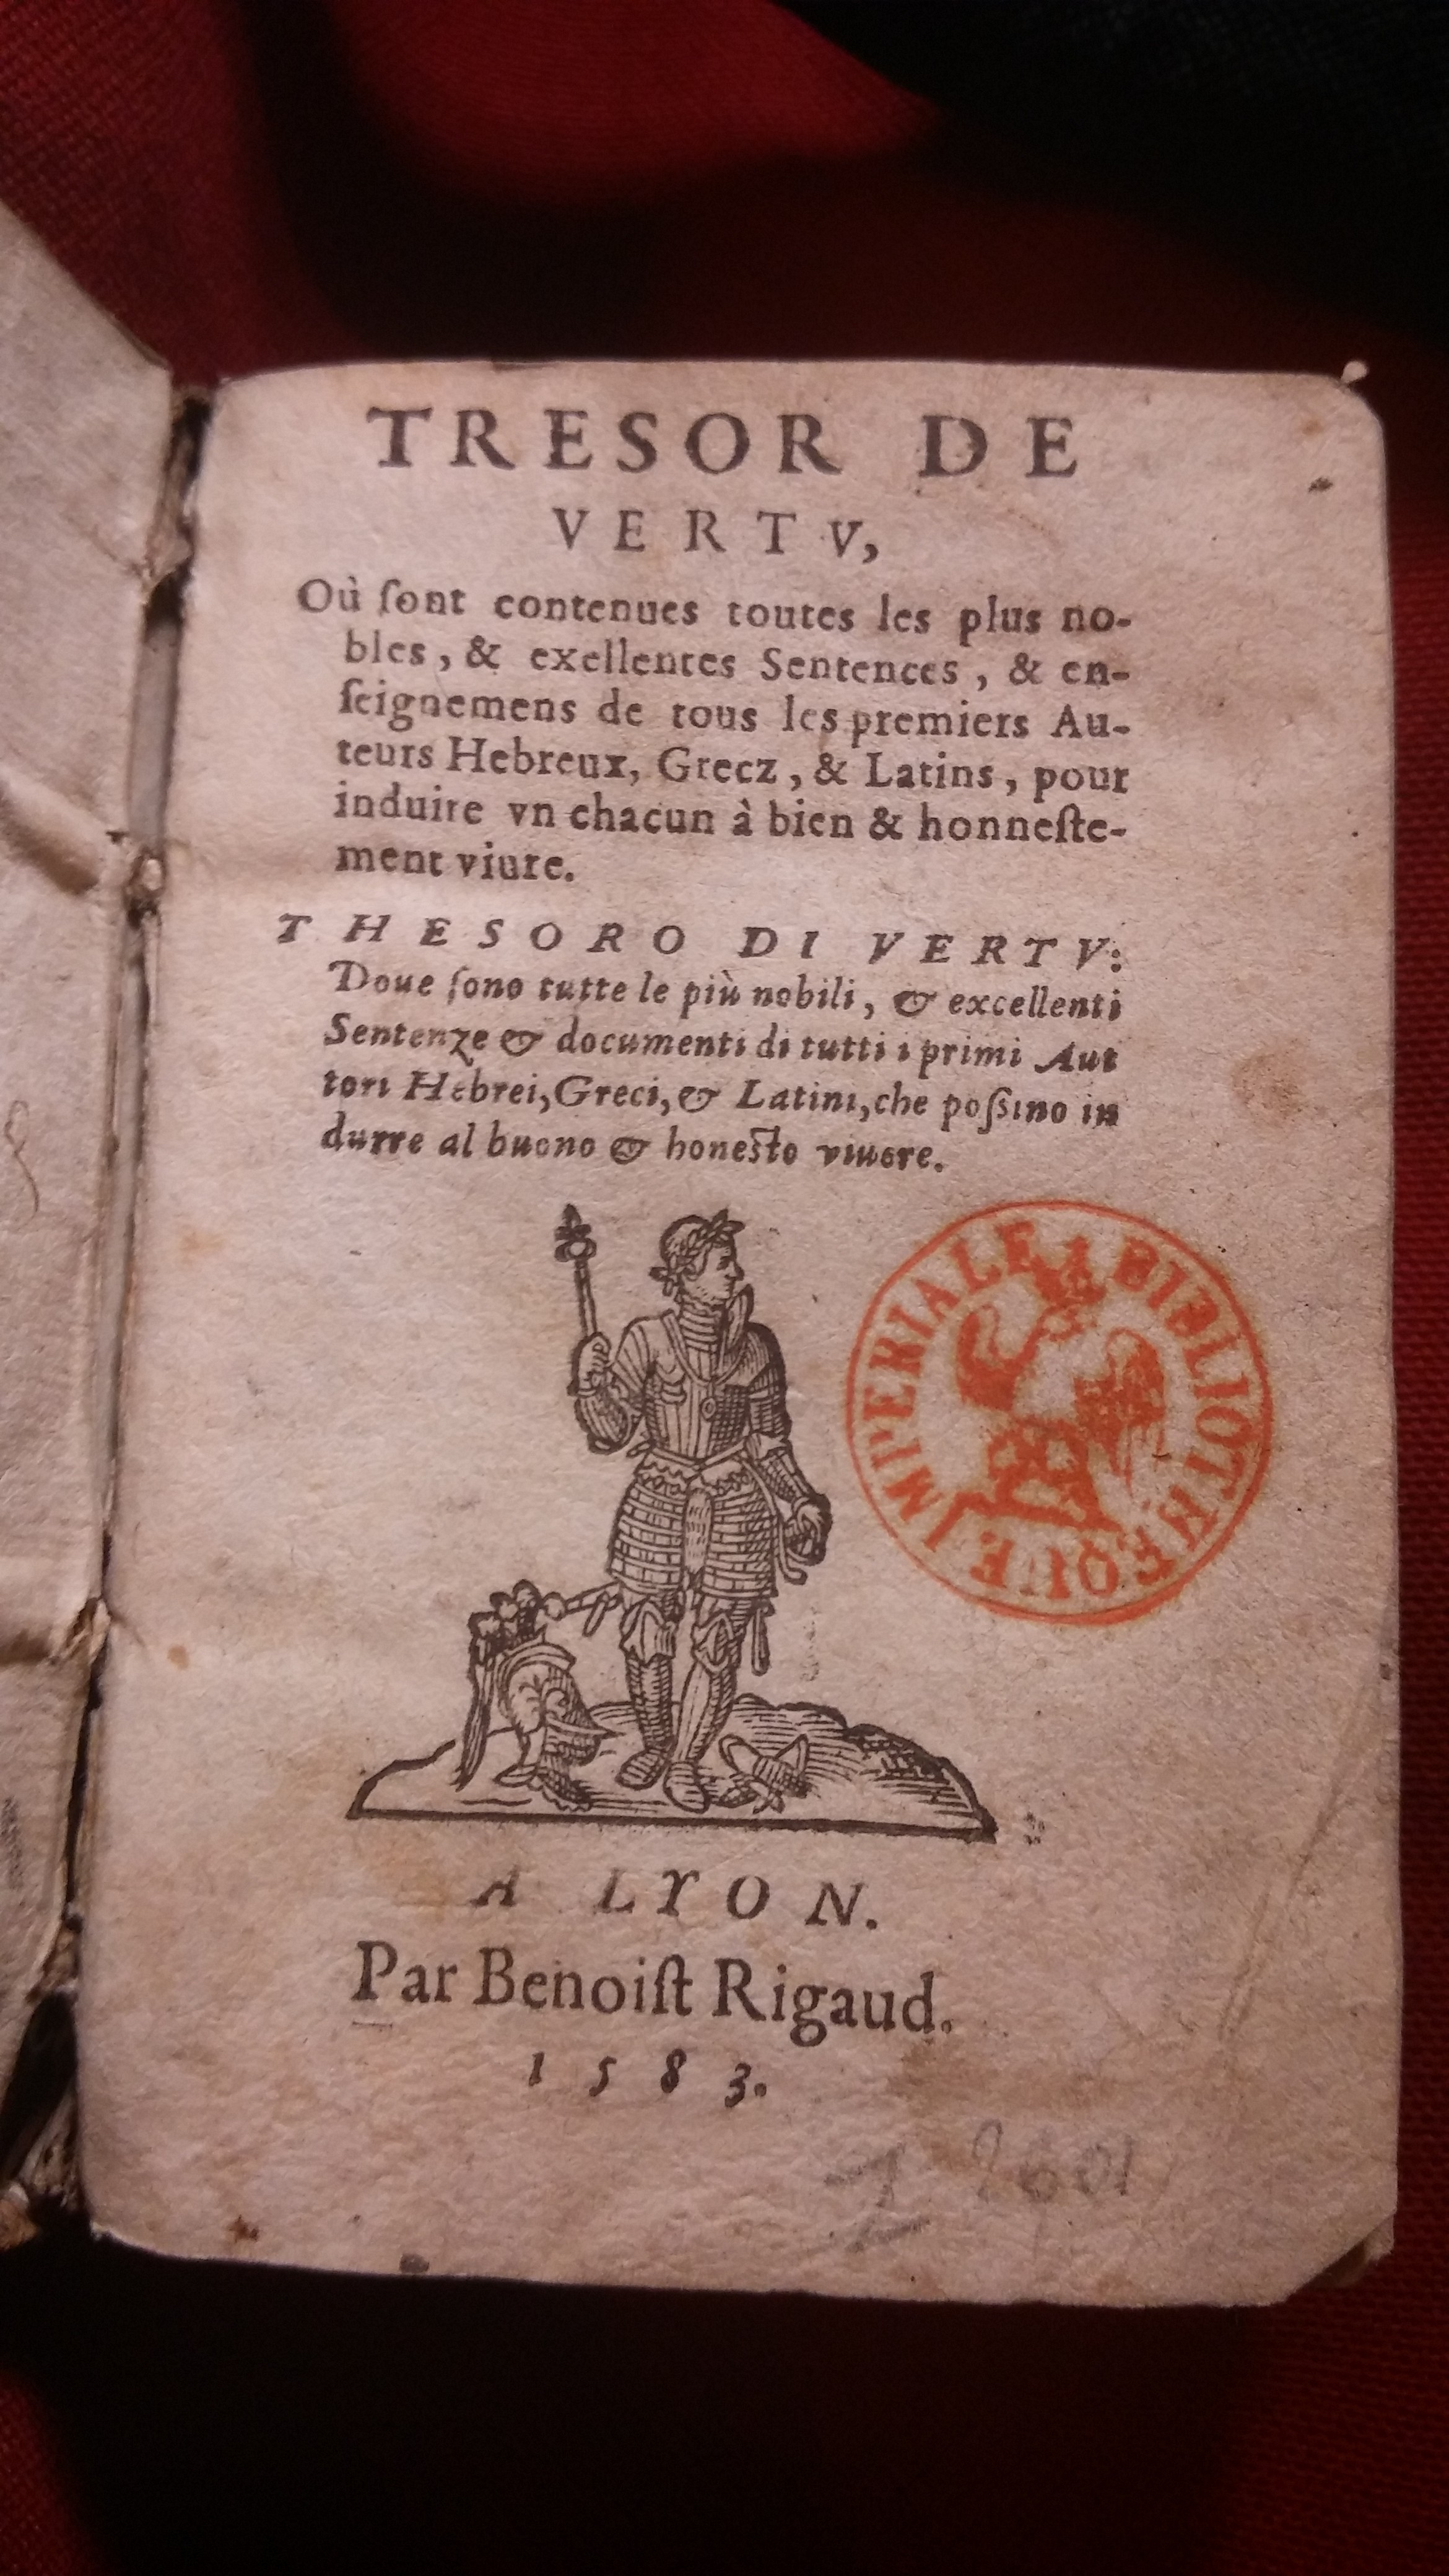 TRESOR DE
VERTV,
Où ſont contenues toutes les plus no-
bles, & exellentes Sentences, & en-
ſeignemens de tous les premiers Au-
teurs Hebreux, Grecz, & Latins, pour
induire vn chacun à bien & honneſte-
ment viure.
THESORO DI VERTV:
Doue ſono tutte le più nobili, & excellenti
Sentenze & documenti di tutti i primi Aut
tori Hebrei, Greci, & Latini, che poſsino in
durre al buono & honeſto viuere.
BIBLIOTHEQUE IMPERIALE
A LYON.
Par Benoiſt Rigaud.
1583.
Z 2601